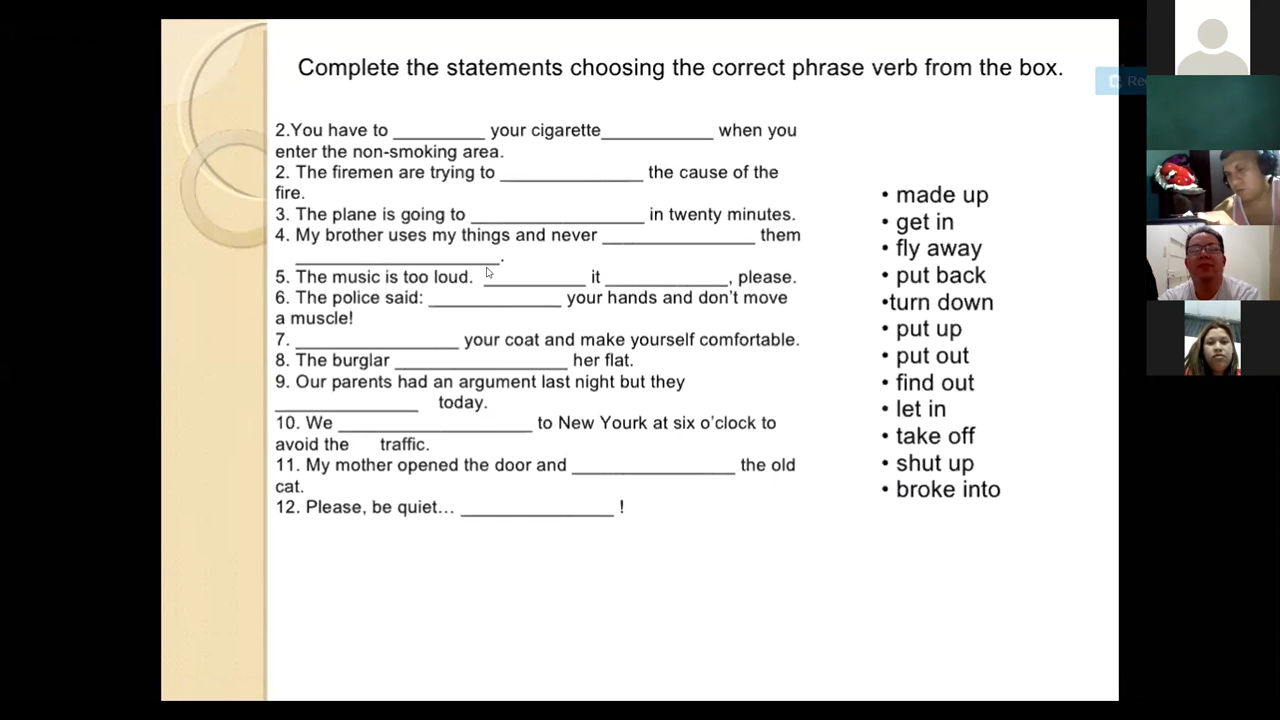 Complete the statements choosing the correct phrase verb from the box.
Rec
2.You have to _________ your cigarette___________ when you
enter the non-smoking area.
2. The firemen are trying to ______________ the cause of the
fire.
3. The plane is going to _________________ in twenty minutes.
4. My brother uses my things and never _______________ them
____________________.
5. The music is too loud. __________ it ____________, please.
6. The police said: _____________ your hands and don't move
a muscle!
7. ________________ your coat and make yourself comfortable.
8. The burglar _________________ her flat.
9. Our parents had an argument last night but they
______________ today.
10. We ___________________ to New Yourk at six o'clock to
avoid the traffic.
11. My mother opened the door and ________________ the old
cat.
12. Please, be quiet… _______________ !
• made up
• get in
• fly away
• put back
•turn down
• put up
• put out
• find out
• let in
• take off
• shut up
• broke into